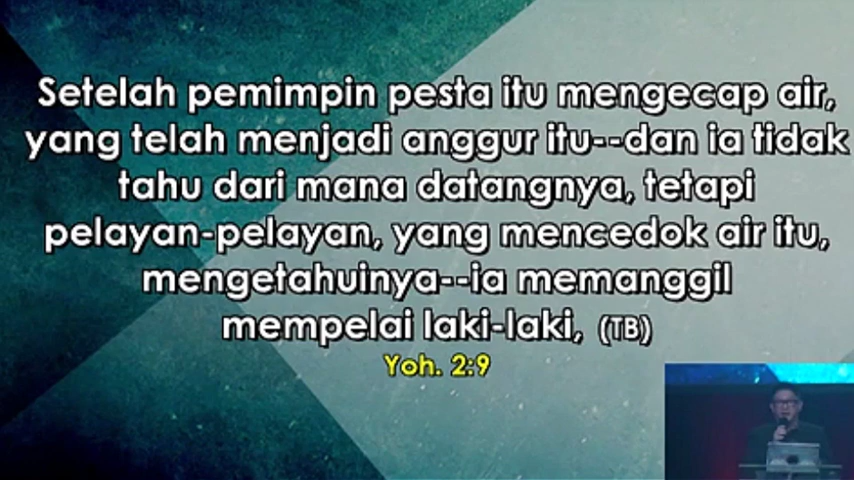 Setelah pemimpin pesta itu mengecap air,
yang telah menjadi anggur itu--dan ia tidak
tahu dari mana datangnya, tetapi
pelayan-pelayan, yang mencedok air itu,
mengetahuinya--ia memanggil
mempelai laki-laki, (TB)
Yoh. 2:9